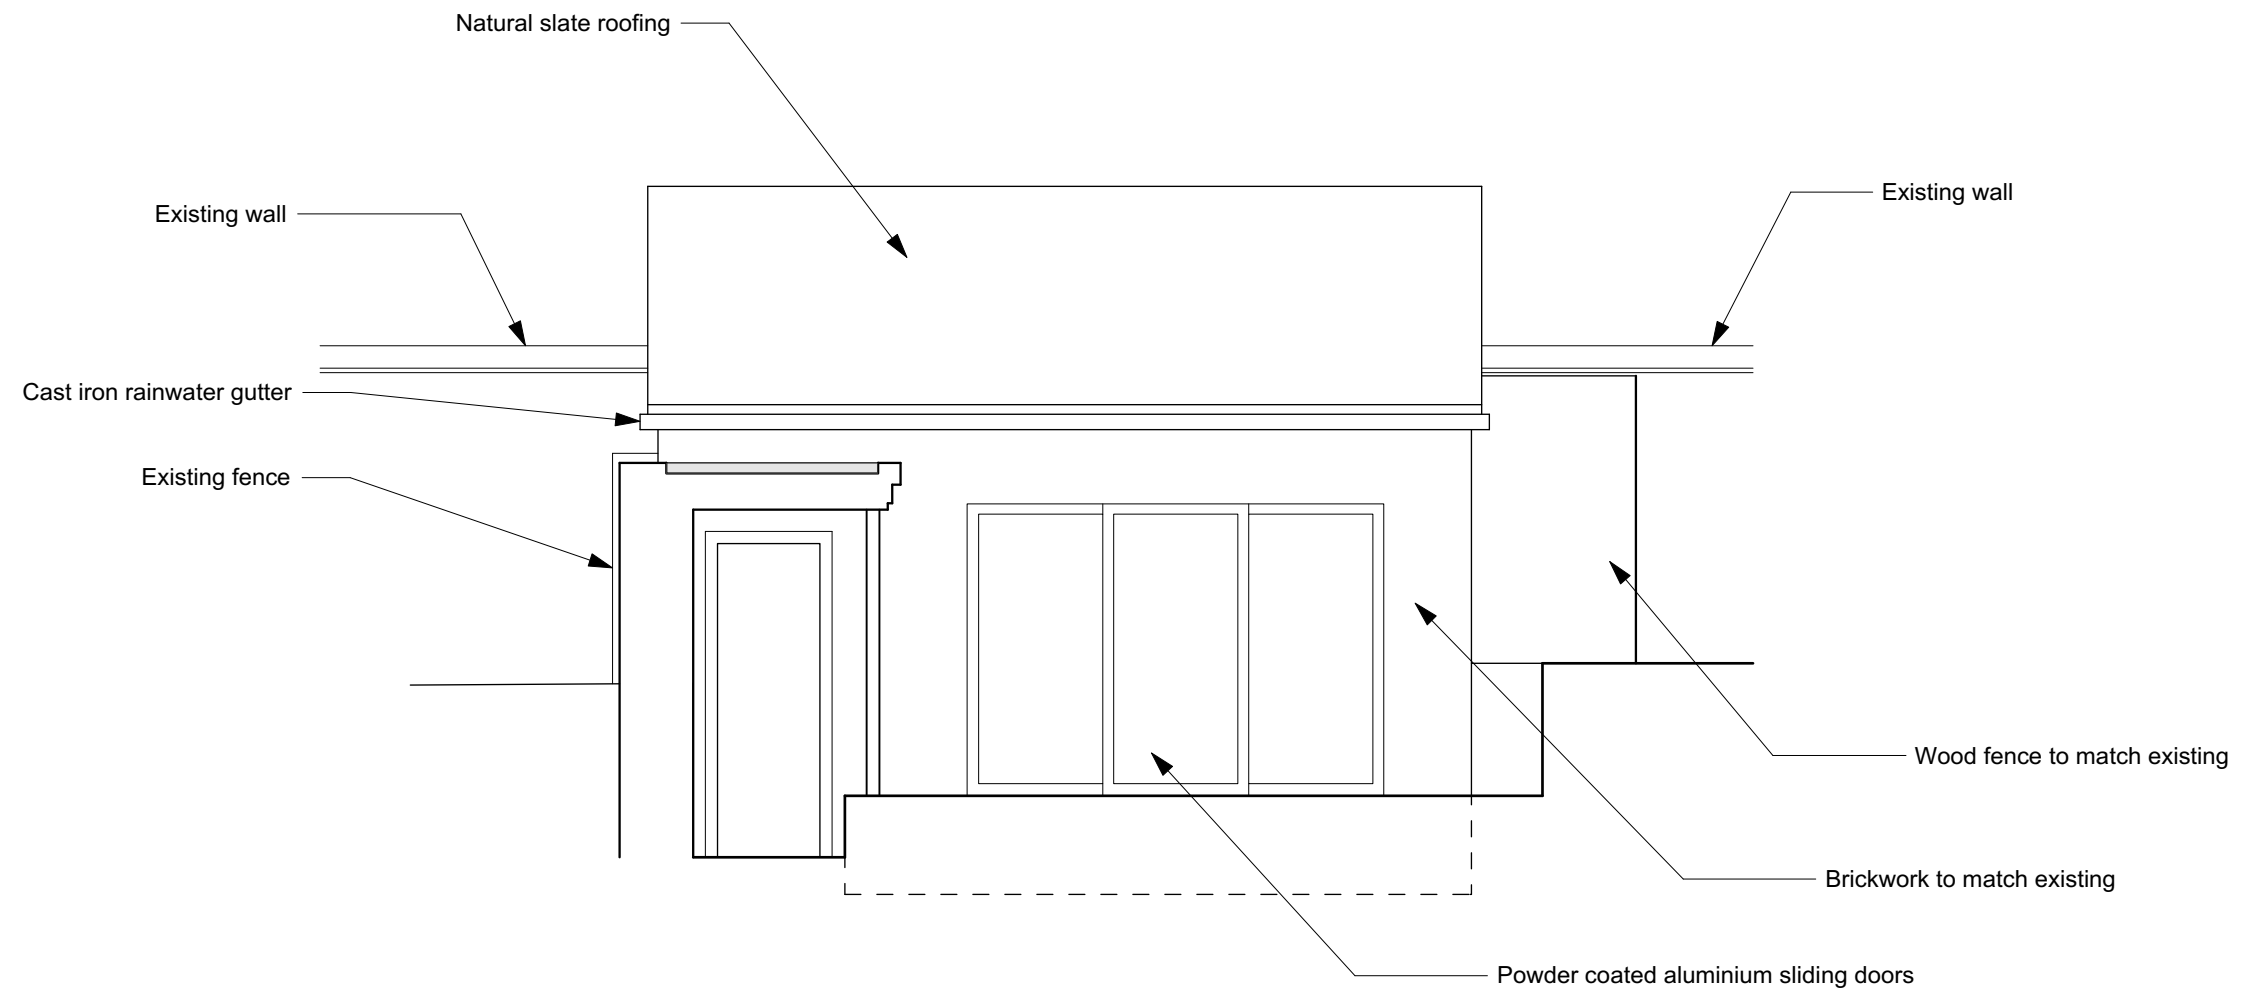 Natural slate roofing
Existing wall
Existing wall
Cast iron rainwater gutter
Existing fence
Wood fence to match existing
Brickwork to match existing
Powder coated aluminium sliding doors